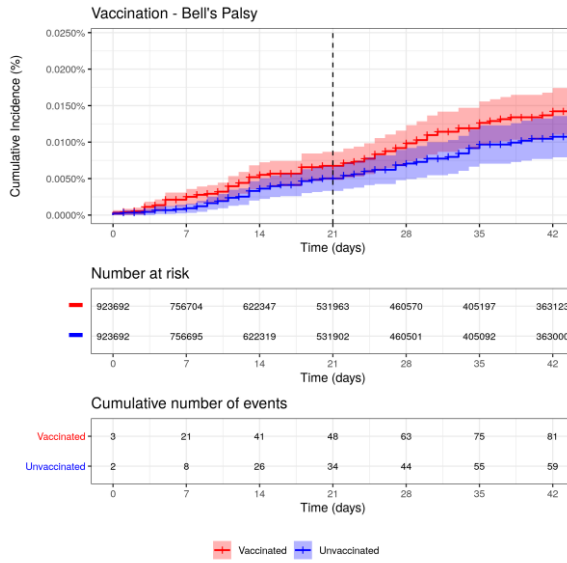 Vaccination - Bell's Palsy
Cumulative Incidence (%)
0.0250%
0.0200%
0.0150%
0.0100%
0.0050%
0.0000%
0 7 14 21 28 35 42
Time (days)
Number at risk
923692 756704 622347 531963 460570 405197 363123
923692 756695 622319 531902 460501 405092 363000
0 7 14 21 28 35 42
Time (days)
Cumulative number of events
Vaccinated 3 21 41 48 63 75 81
Unvaccinated 2 8 26 34 44 55 59
0 7 14 21 28 35 42
Time (days)
Vaccinated Unvaccinated